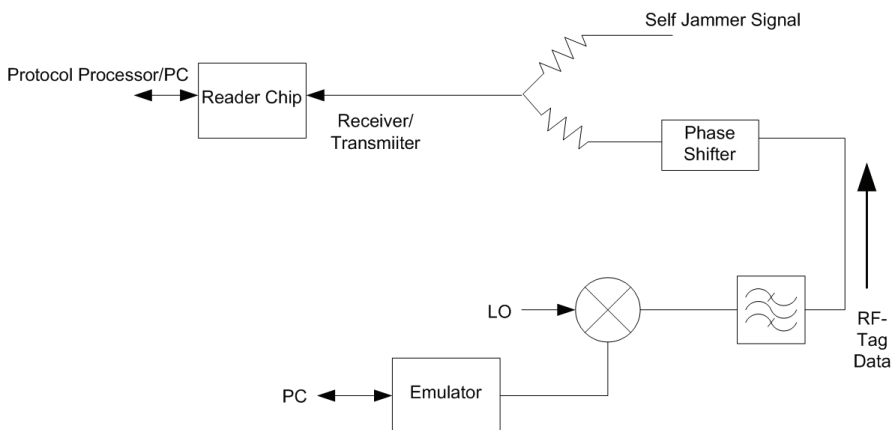 Self Jammer Signal
Protocol Processor/PC
Reader Chip
Receiver/
Transmiiter
Phase
Shifter
LO
RF-
Tag
Data
PC
Emulator